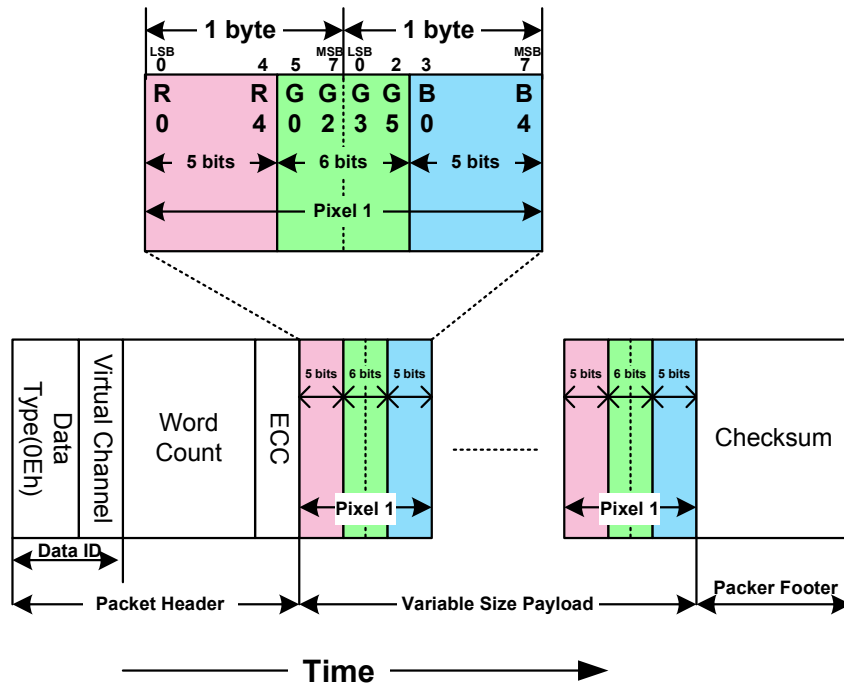 1 byte 1 byte
LSB MSB LSB MSB
0 4 5 7 0 2 3 7
R R G G G G B B
0 4 0 2 3 5 0 4
5 bits 6 bits 5 bits
Pixel 1
Data Type(0Eh)
Virtual Channel
Word Count
ECC
5 bits 6 bits 5 bits
Pixel 1
5 bits 6 bits 5 bits
Pixel 1
Checksum
Data ID
Packet Header
Variable Size Payload
Packer Footer
Time